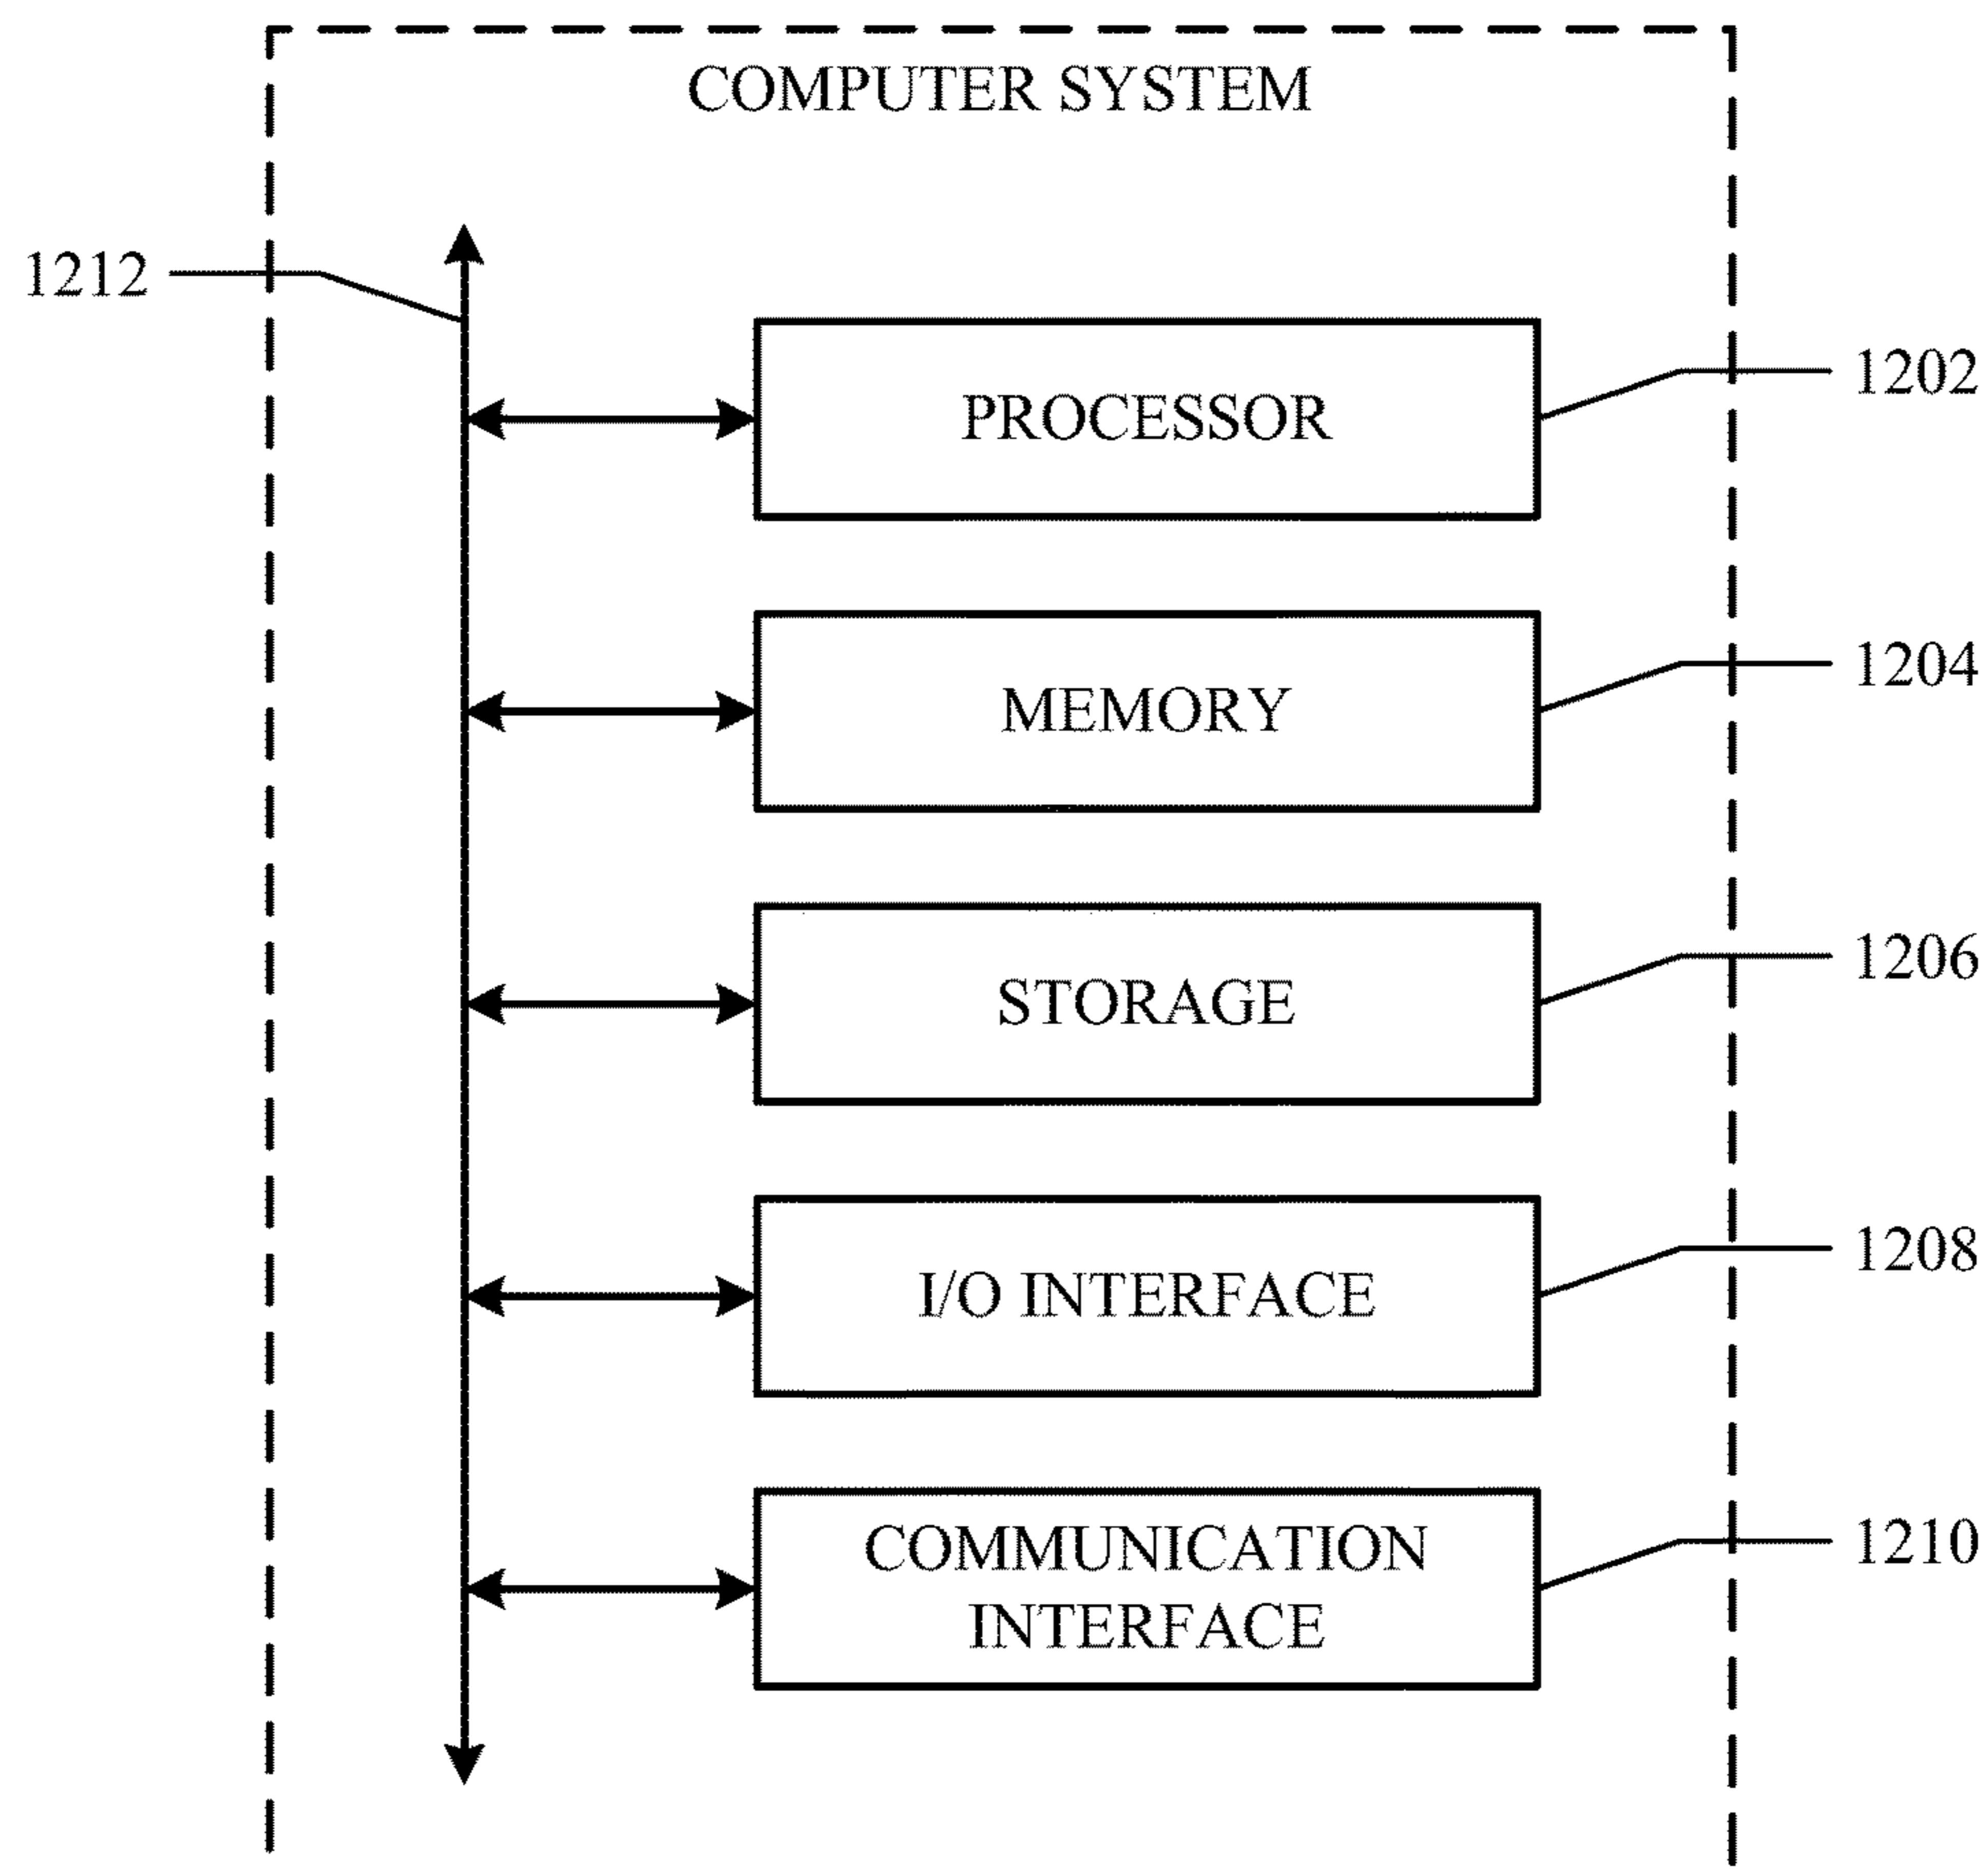 COMPUTER SYSTEM
1212
1202
PROCESSOR
1204
MEMORY
1206
STORAGE
1208
I/O INTERFACE
1210
COMMUNICATION
INTERFACE